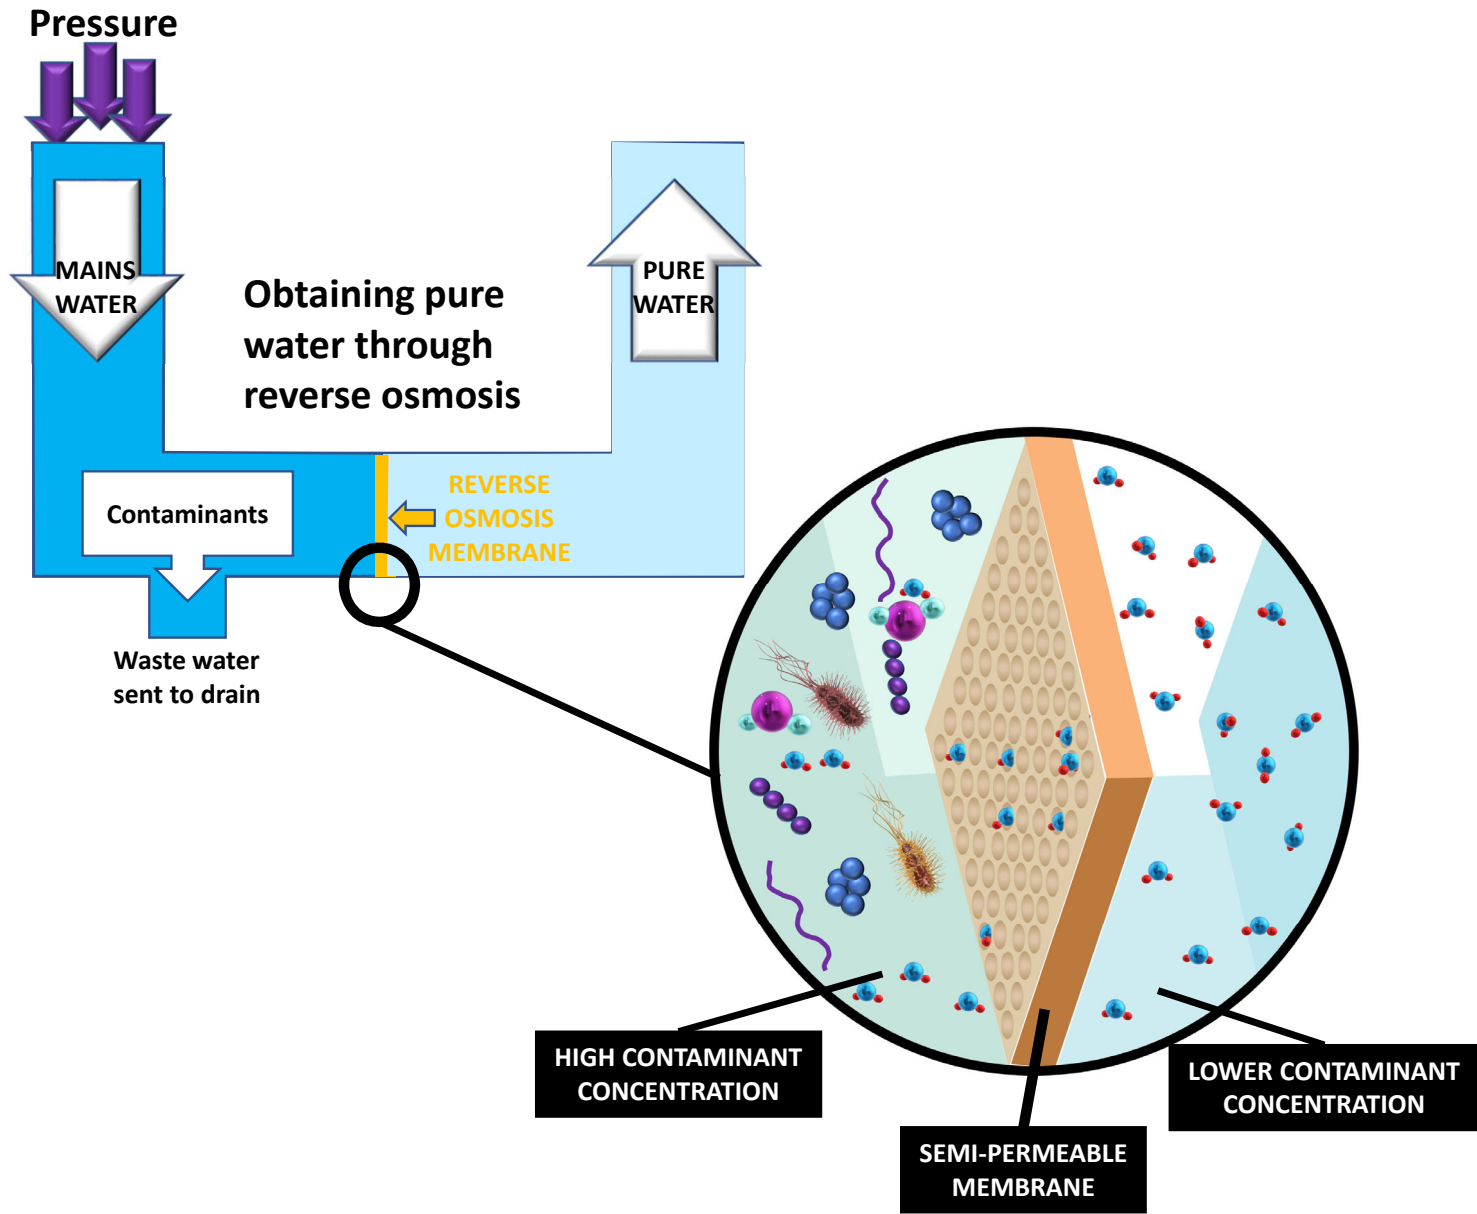 Pressure
MAINS
WATER
PURE
WATER
Obtaining pure
water through
reverse osmosis
Contaminants
REVERSE
OSMOSIS
MEMBRANE
Waste water
sent to drain
HIGH CONTAMINANT
CONCENTRATION
LOWER CONTAMINANT
CONCENTRATION
SEMI-PERMEABLE
MEMBRANE